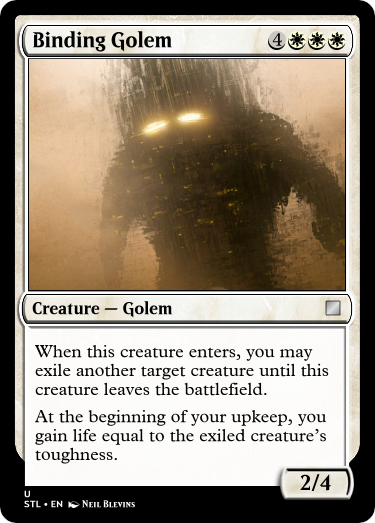 Binding Golem 4
Creature — Golem
When this creature enters, you may
exile another target creature until this
creature leaves the battlefield.
At the beginning of your upkeep, you
gain life equal to the exiled creature's
toughness.
2/4
U
STL • EN Neil Blevins